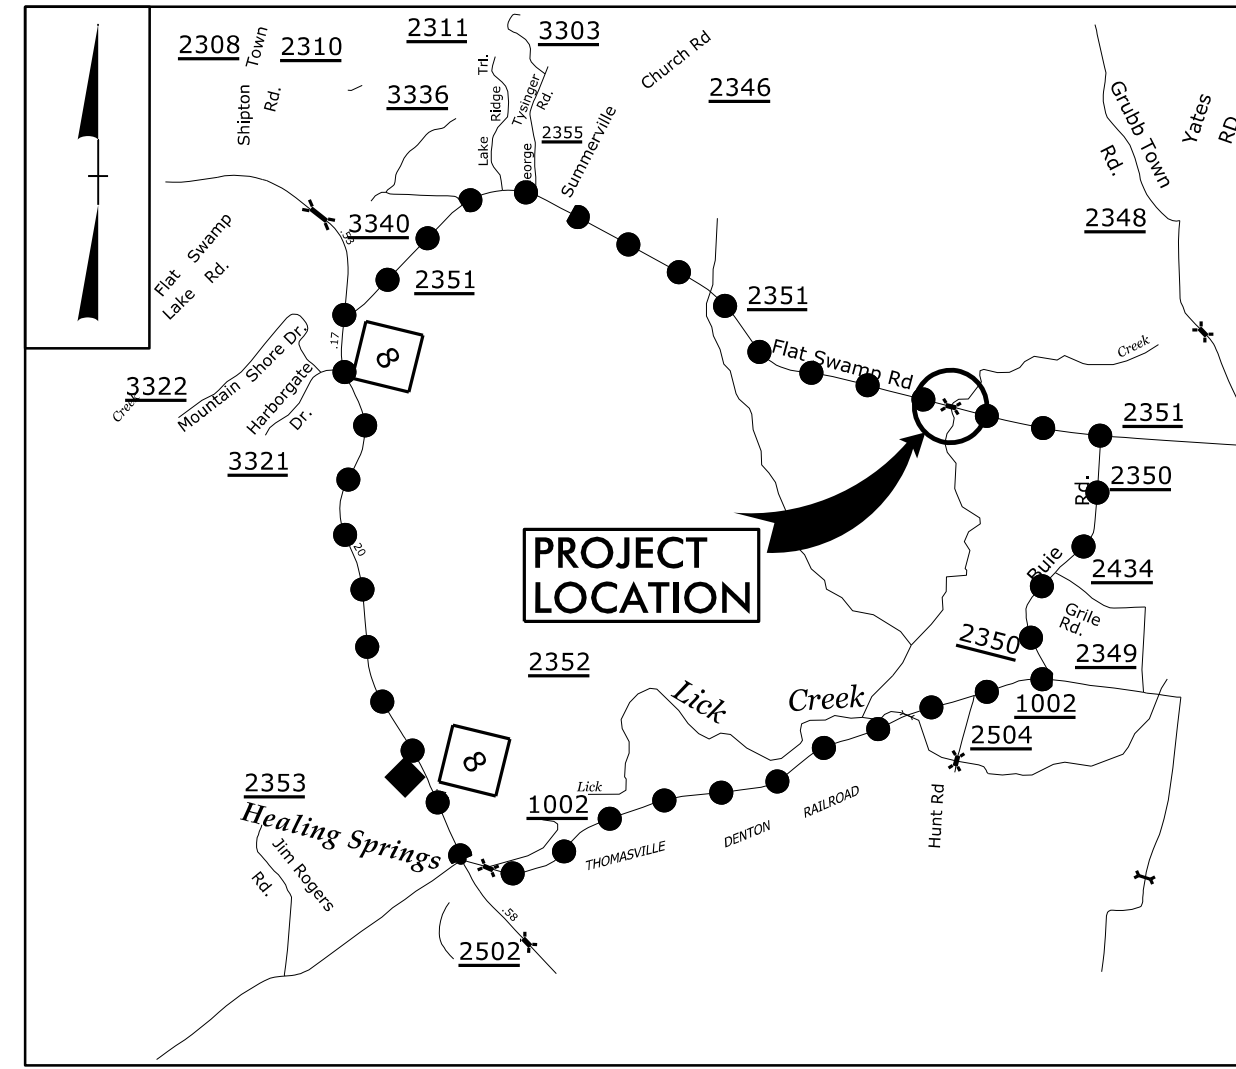 2308
Shipton Town
Rd.
2310
2311
3303
3336
Lake Ridge Trl.
Tysinger
Rd.
eorge
2355
Summerville
Church Rd
2346
Grubb Town
Rd.
Yates
RD
2348
3340
.53
2351
Flat Swamp
Lake Rd.
.17
8
Mountain Shore Dr.
Harborgate
Dr.
3322
Creek
3321
2351
Flat Swamp Rd
Creek
2351
2350
Rd.
Buie
2434
Grile
Rd.
2350
2349
1002
PROJECT
LOCATION
.20
2352
Lick
Creek
2504
8
2353
Healing Springs
Lick
1002
THOMASVILLE
DENTON
RAILROAD
Hunt Rd
Jim Rogers
Rd.
.58
2502